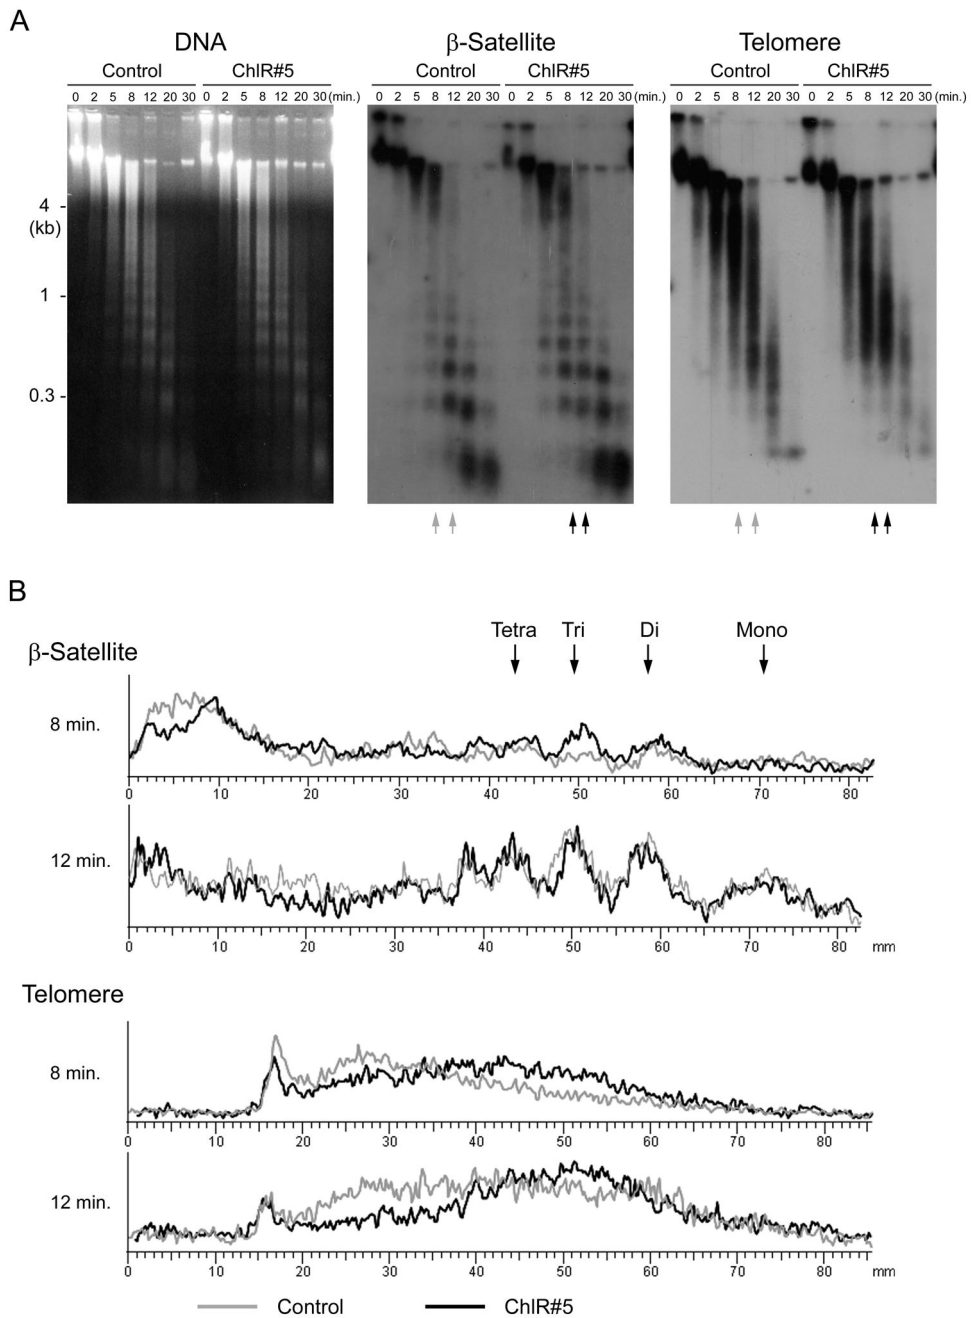 A
DNA β-Satellite Telomere
Control ChIR#5 Control ChIR#5 Control ChIR#5
0 2 5 8 12 20 30 0 2 5 8 12 20 30 (min.) 0 2 5 8 12 20 30 0 2 5 8 12 20 30 (min.) 0 2 5 8 12 20 30 0 2 5 8 12 20 30 (min.)
4 -
(kb)
1 -
0.3 -
B
Tetra Tri Di Mono
β-Satellite
8 min.
0 10 20 30 40 50 60 70 80
12 min.
0 10 20 30 40 50 60 70 80 mm
Telomere
8 min.
0 10 20 30 40 50 60 70 80
12 min.
0 10 20 30 40 50 60 70 80 mm
Control ChIR#5